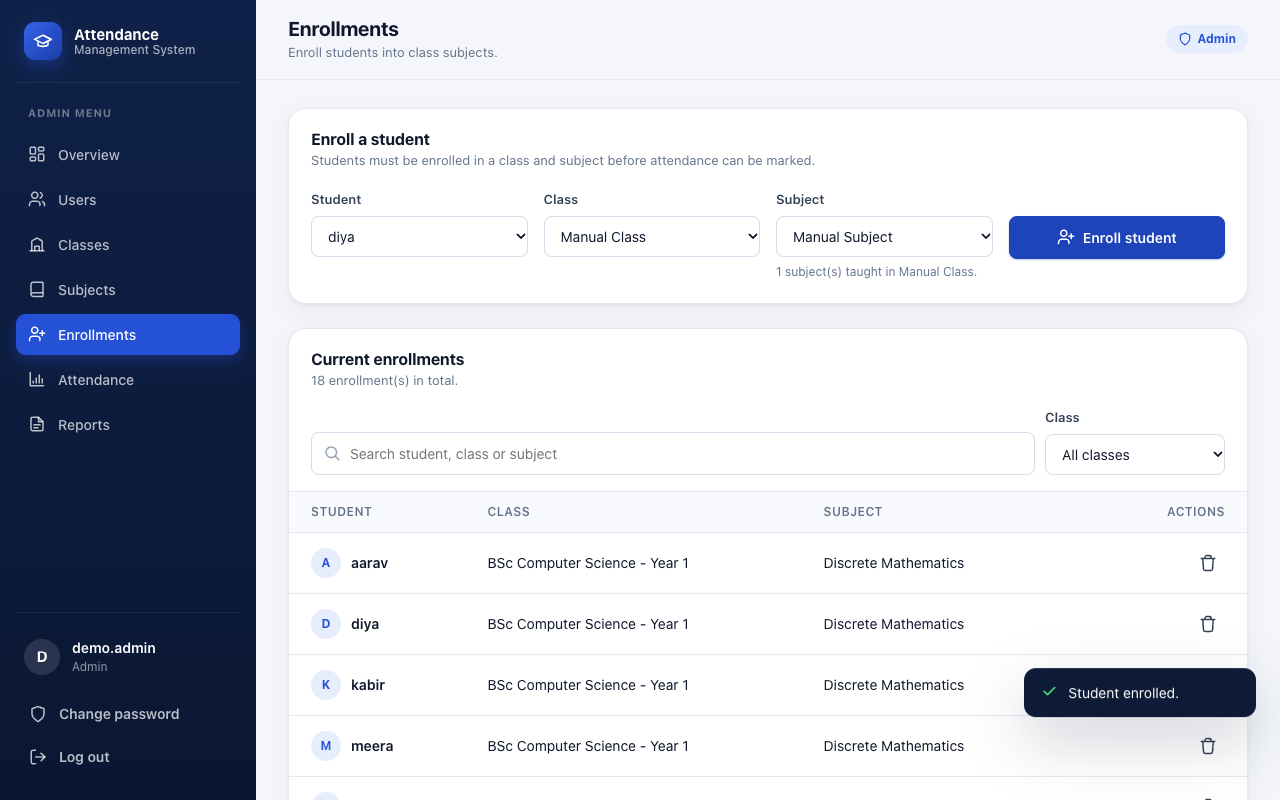 Attendance
Management System
ADMIN MENU
Overview
Users
Classes
Subjects
Enrollments
Attendance
Reports
D
demo.admin
Admin
Change password
Log out
Enrollments
Enroll students into class subjects.
Admin
Enroll a student
Students must be enrolled in a class and subject before attendance can be marked.
Student
Class
Subject
diya
Manual Class
Manual Subject
Enroll student
1 subject(s) taught in Manual Class.
Current enrollments
18 enrollment(s) in total.
Class
Search student, class or subject
All classes
STUDENT CLASS SUBJECT ACTIONS
A aarav BSc Computer Science - Year 1 Discrete Mathematics
D diya BSc Computer Science - Year 1 Discrete Mathematics
K kabir BSc Computer Science - Year 1 Discrete Mathematics
Student enrolled.
M meera BSc Computer Science - Year 1 Discrete Mathematics